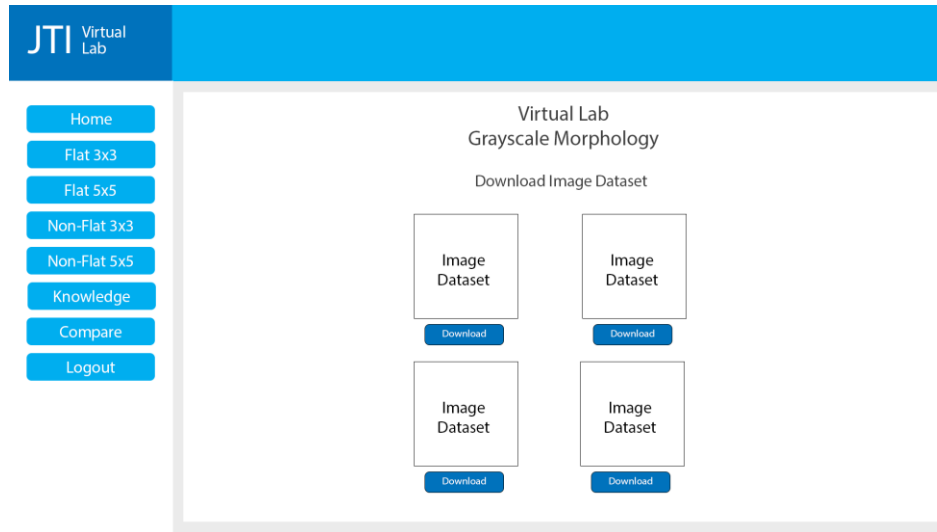 JTI Virtual
Lab
Home
Flat 3x3
Flat 5x5
Non-Flat 3x3
Non-Flat 5x5
Knowledge
Compare
Logout
Virtual Lab
Grayscale Morphology
Download Image Dataset
Image
Dataset
Download
Image
Dataset
Download
Image
Dataset
Download
Image
Dataset
Download